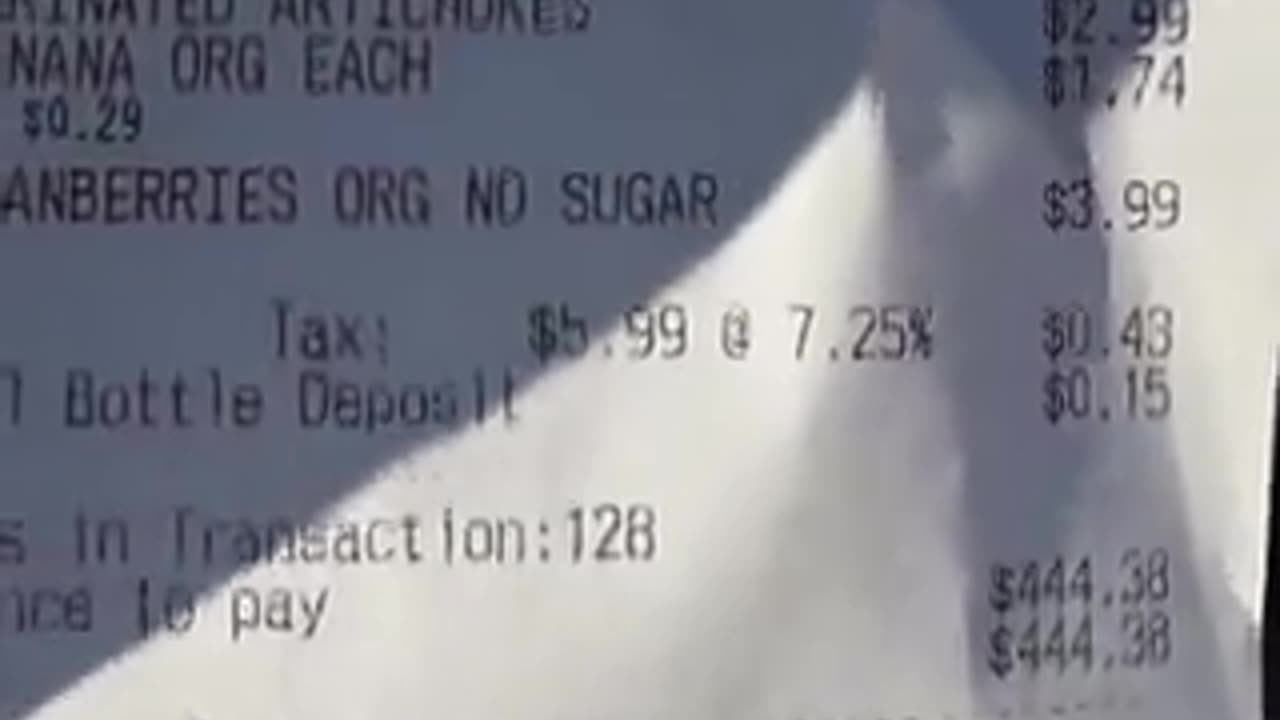 RINATED ARTICHOKES $2.99
NANA ORG EACH $1.74
$0.29
ANBERRIES ORG NO SUGAR $3.99
Tax: $5.99 @ 7.25% $0.43
l Bottle Deposit $0.15
s in Transaction:128
$444.38
nce to pay $444.38